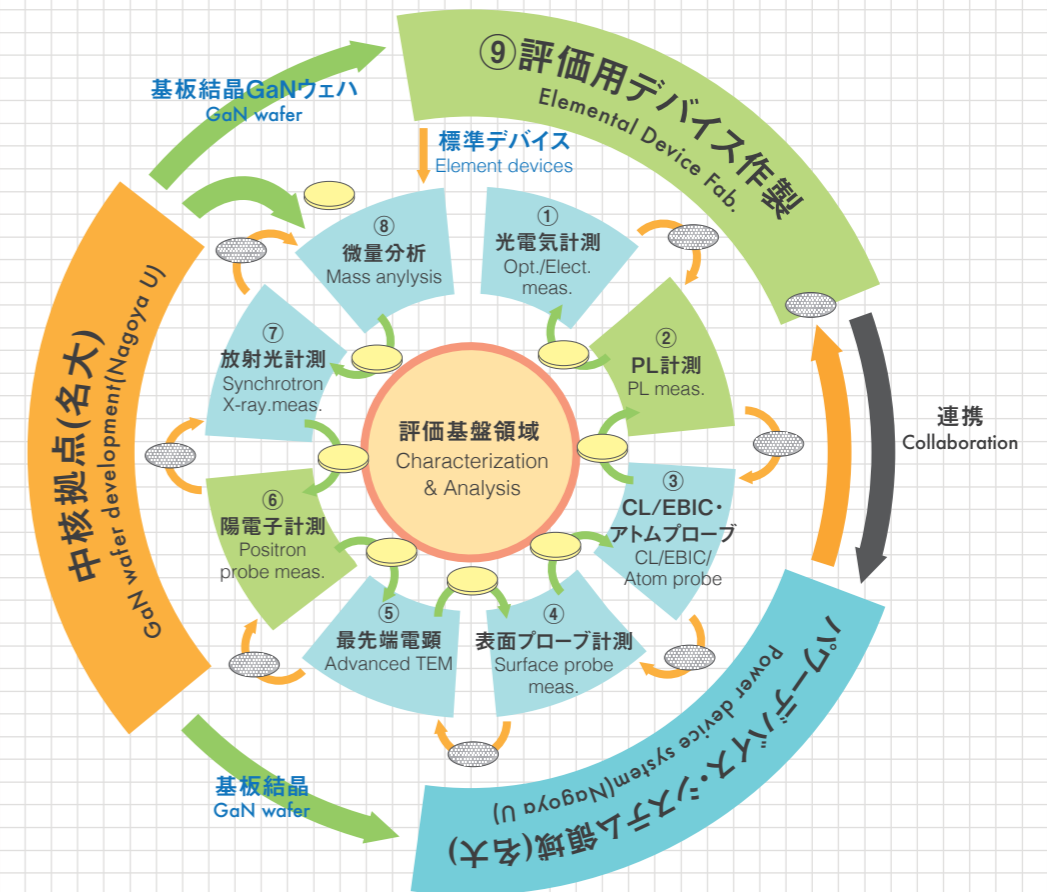 ⑨評価用デバイス作製
Elemental Device Fab.
基板結晶GaNウェハ
GaN wafer
標準デバイス
Element devices
①
光電気計測
Opt./Elect.
meas.
②
PL計測
PL meas.
③
CL/EBIC・
アトムプローブ
CL/EBIC/
Atom probe
④
表面プローブ計測
Surface probe
meas.
⑤
最先端電顕
Advanced TEM
⑥
陽電子計測
Positron
probe meas.
⑦
放射光計測
Synchrotron
X-ray.meas.
⑧
微量分析
Mass anylysis
評価基盤領域
Characterization
& Analysis
中核拠点(名大)
GaN wafer development(Nagoya U)
連携
Collaboration
パワーデバイス・システム領域(名大)
Power device system(Nagoya U)
基板結晶
GaN wafer